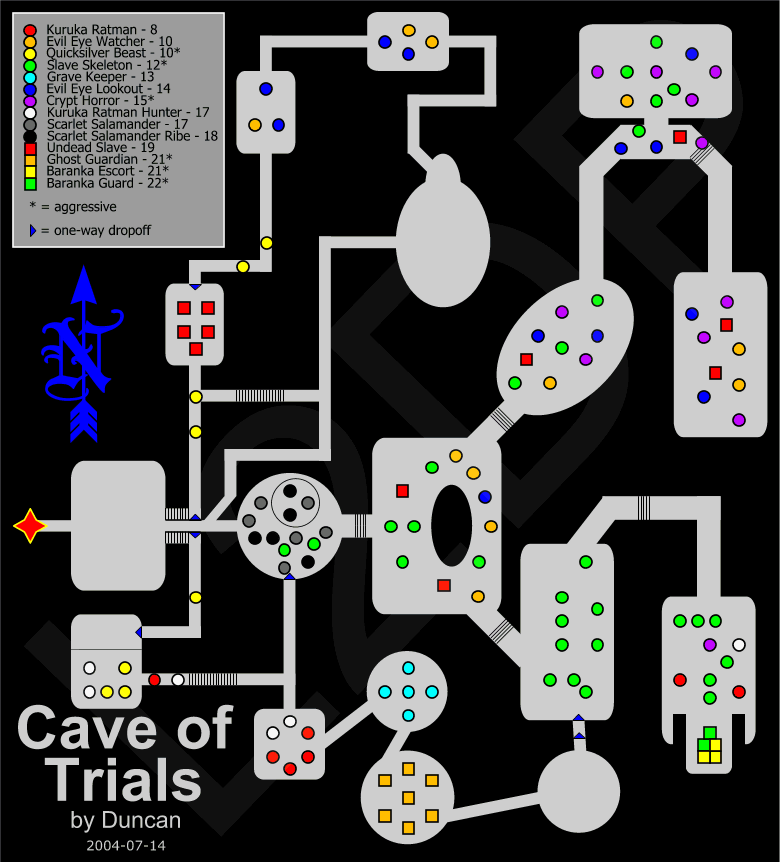 Kuruka Ratman - 8
Evil Eye Watcher - 10
Quicksilver Beast - 10*
Slave Skeleton - 12*
Grave Keeper - 13
Evil Eye Lookout - 14
Crypt Horror - 15*
Kuruka Ratman Hunter - 17
Scarlet Salamander - 17
Scarlet Salamander Ribe - 18
Undead Slave - 19
Ghost Guardian - 21*
Baranka Escort - 21*
Baranka Guard - 22*
* = aggressive
= one-way dropoff
N
Cave of
Trials
by Duncan
2004-07-14